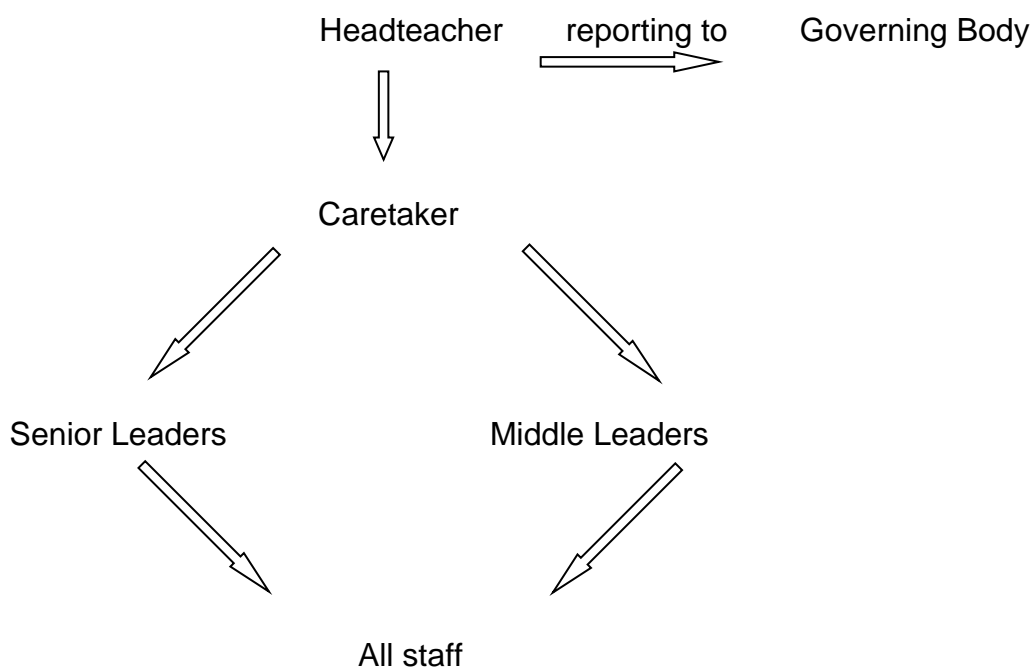 Headteacher reporting to Governing Body
Caretaker
Senior Leaders Middle Leaders
All staff